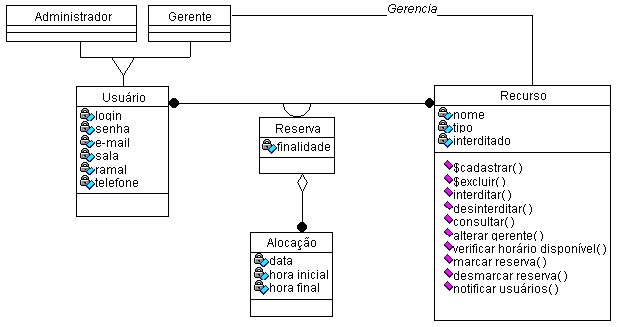 Administrador
Gerente
Gerencia
Usuário
login
senha
e-mail
sala
ramal
telefone
Reserva
finalidade
Alocação
data
hora inicial
hora final
Recurso
nome
tipo
interditado
$cadastrar()
$excluir()
interditar()
desinterditar()
consultar()
alterar gerente()
verificar horário disponível()
marcar reserva()
desmarcar reserva()
notificar usuários()